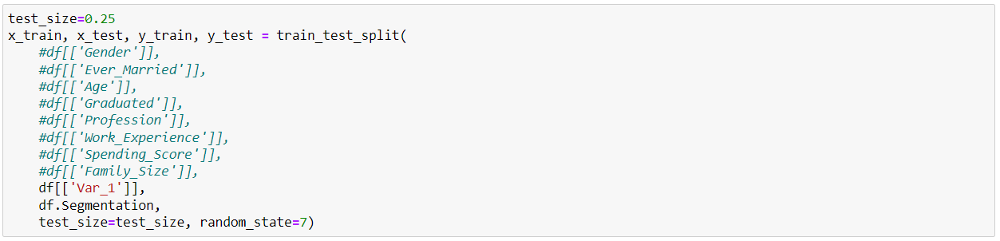 test_size=0.25
x_train, x_test, y_train, y_test = train_test_split(
    #df[['Gender']],
    #df[['Ever_Married']],
    #df[['Age']],
    #df[['Graduated']],
    #df[['Profession']],
    #df[['Work_Experience']],
    #df[['Spending_Score']],
    #df[['Family_Size']],
    df[['Var_1']],
    df.Segmentation,
    test_size=test_size, random_state=7)